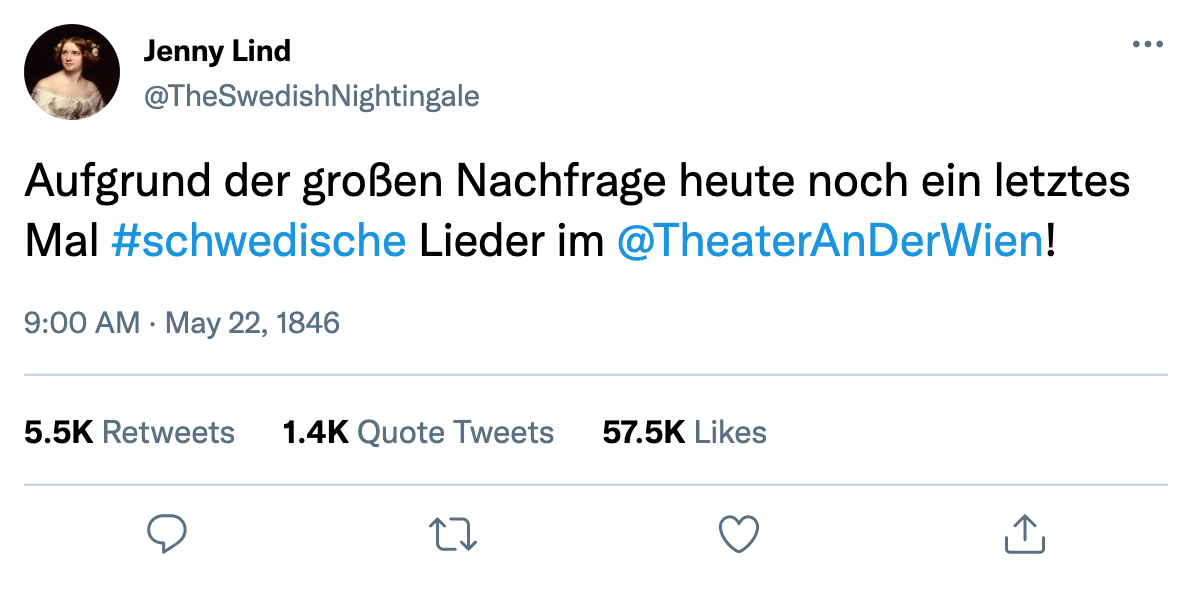 Jenny Lind
@TheSwedishNightingale
Aufgrund der großen Nachfrage heute noch ein letztes
Mal #schwedische Lieder im @TheaterAnDerWien!
9:00 AM · May 22, 1846
5.5K Retweets 1.4K Quote Tweets 57.5K Likes